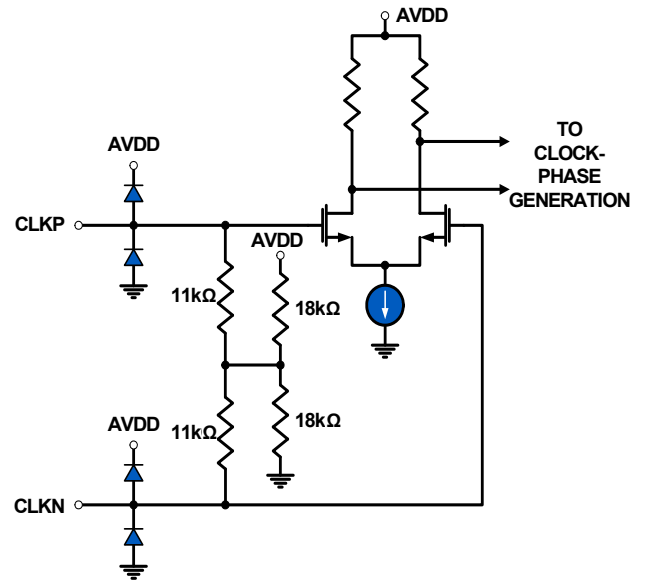 AVDD
TO
CLOCK-
PHASE
GENERATION
AVDD
CLKP
AVDD
11kΩ
18kΩ
11kΩ
18kΩ
AVDD
CLKN